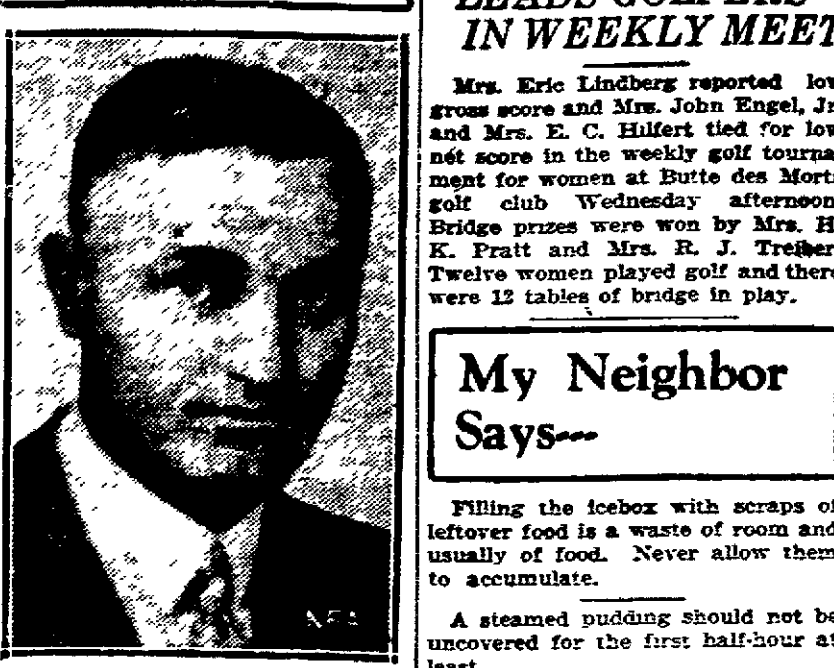 LEADS GOLFERS
IN WEEKLY MEET
Mrs. Eric Lindberg reported low
gross score and Mrs. John Engel, Jr
and Mrs. E. C. Hilfert tied for low
net score in the weekly golf tourna
ment for women at Butte des Morts
golf club Wednesday afternoon
Bridge prizes were won by Mrs. H
K. Pratt and Mrs. R. J. Treiber
Twelve women played golf and there
were 12 tables of bridge in play.
My Neighbor
Says---
Filling the icebox with scraps of
leftover food is a waste of room and
usually of food. Never allow them
to accumulate.
A steamed pudding should not be
uncovered for the first half-hour at
least
NEA